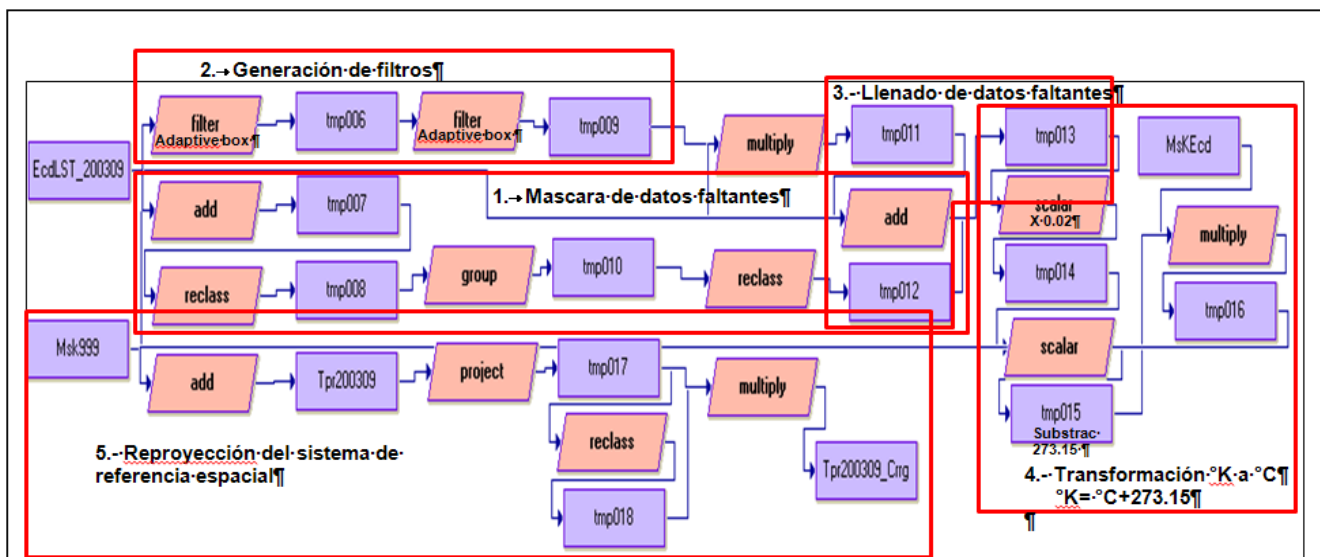 2.→Generación·de·filtros¶
3.-·Llenado·de·datos·faltantes¶
filter
Adaptive·box·¶
tmp006
filter
Adaptive·box·¶
tmp009
multiply
tmp011
tmp013
MsKEcd
EcdLST_200309
1.→Mascara·de·datos·faltantes¶
add
tmp007
add
scalar
X·0.02¶
multiply
reclass
tmp008
group
tmp010
reclass
tmp012
tmp014
tmp016
Msk999
add
Tpr200309
project
tmp017
multiply
scalar
reclass
tmp015
Substrac·
273.15·¶
5.-·Reproyección·del·sistema·de·
referencia·espacial¶
Tpr200309_Crrg
tmp018
4.-·Transformación·°K·a·°C¶
°K=·°C+273.15¶
¶